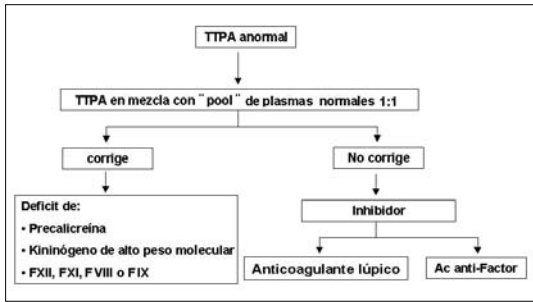 TTPA anormal
TTPA en mezcla con ¨ pool ¨ de plasmas normales 1:1
corrige
No corrige
Deficit de:
• Precalicreína
• Kininógeno de alto peso molecular
• FXII, FXI, FVIII o FIX
Inhibidor
Anticoagulante lúpico
Ac anti-Factor